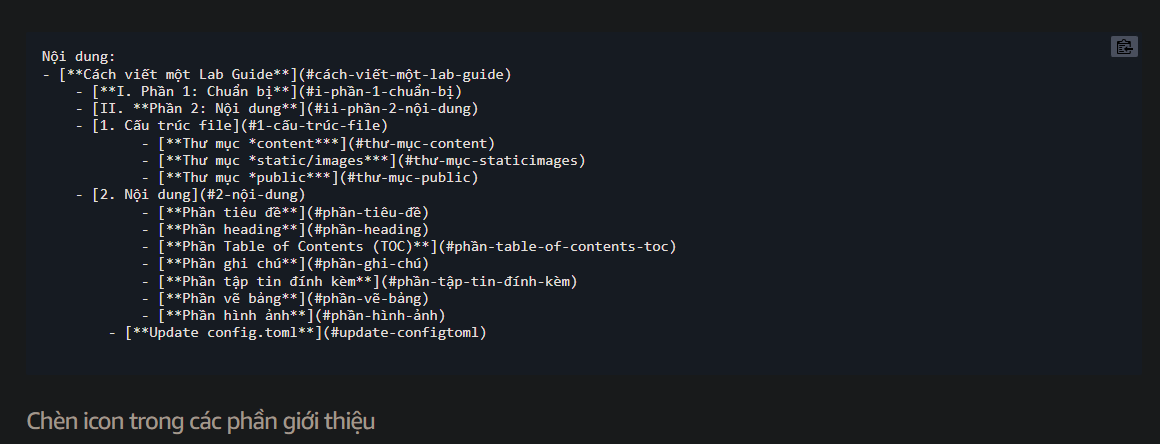 Nội dung:
- [**Cách viết một Lab Guide**](#cách-viết-một-lab-guide)
    - [**I. Phần 1: Chuẩn bị**](#i-phần-1-chuẩn-bị)
    - [II. **Phần 2: Nội dung**](#ii-phần-2-nội-dung)
    - [1. Cấu trúc file](#1-cấu-trúc-file)
            - [**Thư mục *content***](#thư-mục-content)
            - [**Thư mục *static/images***](#thư-mục-staticimages)
            - [**Thư mục *public***](#thư-mục-public)
    - [2. Nội dung](#2-nội-dung)
            - [**Phần tiêu đề**](#phần-tiêu-đề)
            - [**Phần heading**](#phần-heading)
            - [**Phần Table of Contents (TOC)**](#phần-table-of-contents-toc)
            - [**Phần ghi chú**](#phần-ghi-chú)
            - [**Phần tập tin đính kèm**](#phần-tập-tin-đính-kèm)
            - [**Phần vẽ bảng**](#phần-vẽ-bảng)
            - [**Phần hình ảnh**](#phần-hình-ảnh)
        - [**Update config.toml**](#update-configtoml)
Chèn icon trong các phần giới thiệu